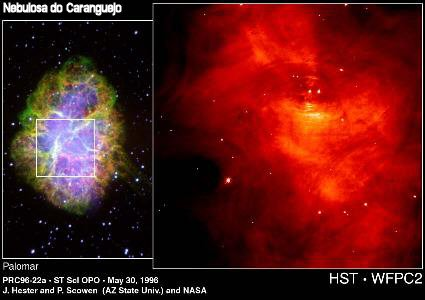 Nebulosa do Caranguejo
Palomar
HST • WFPC2
PRC96-22a • ST ScI OPO • May 30, 1996
J. Hester and P. Scowen (AZ State Univ.) and NASA